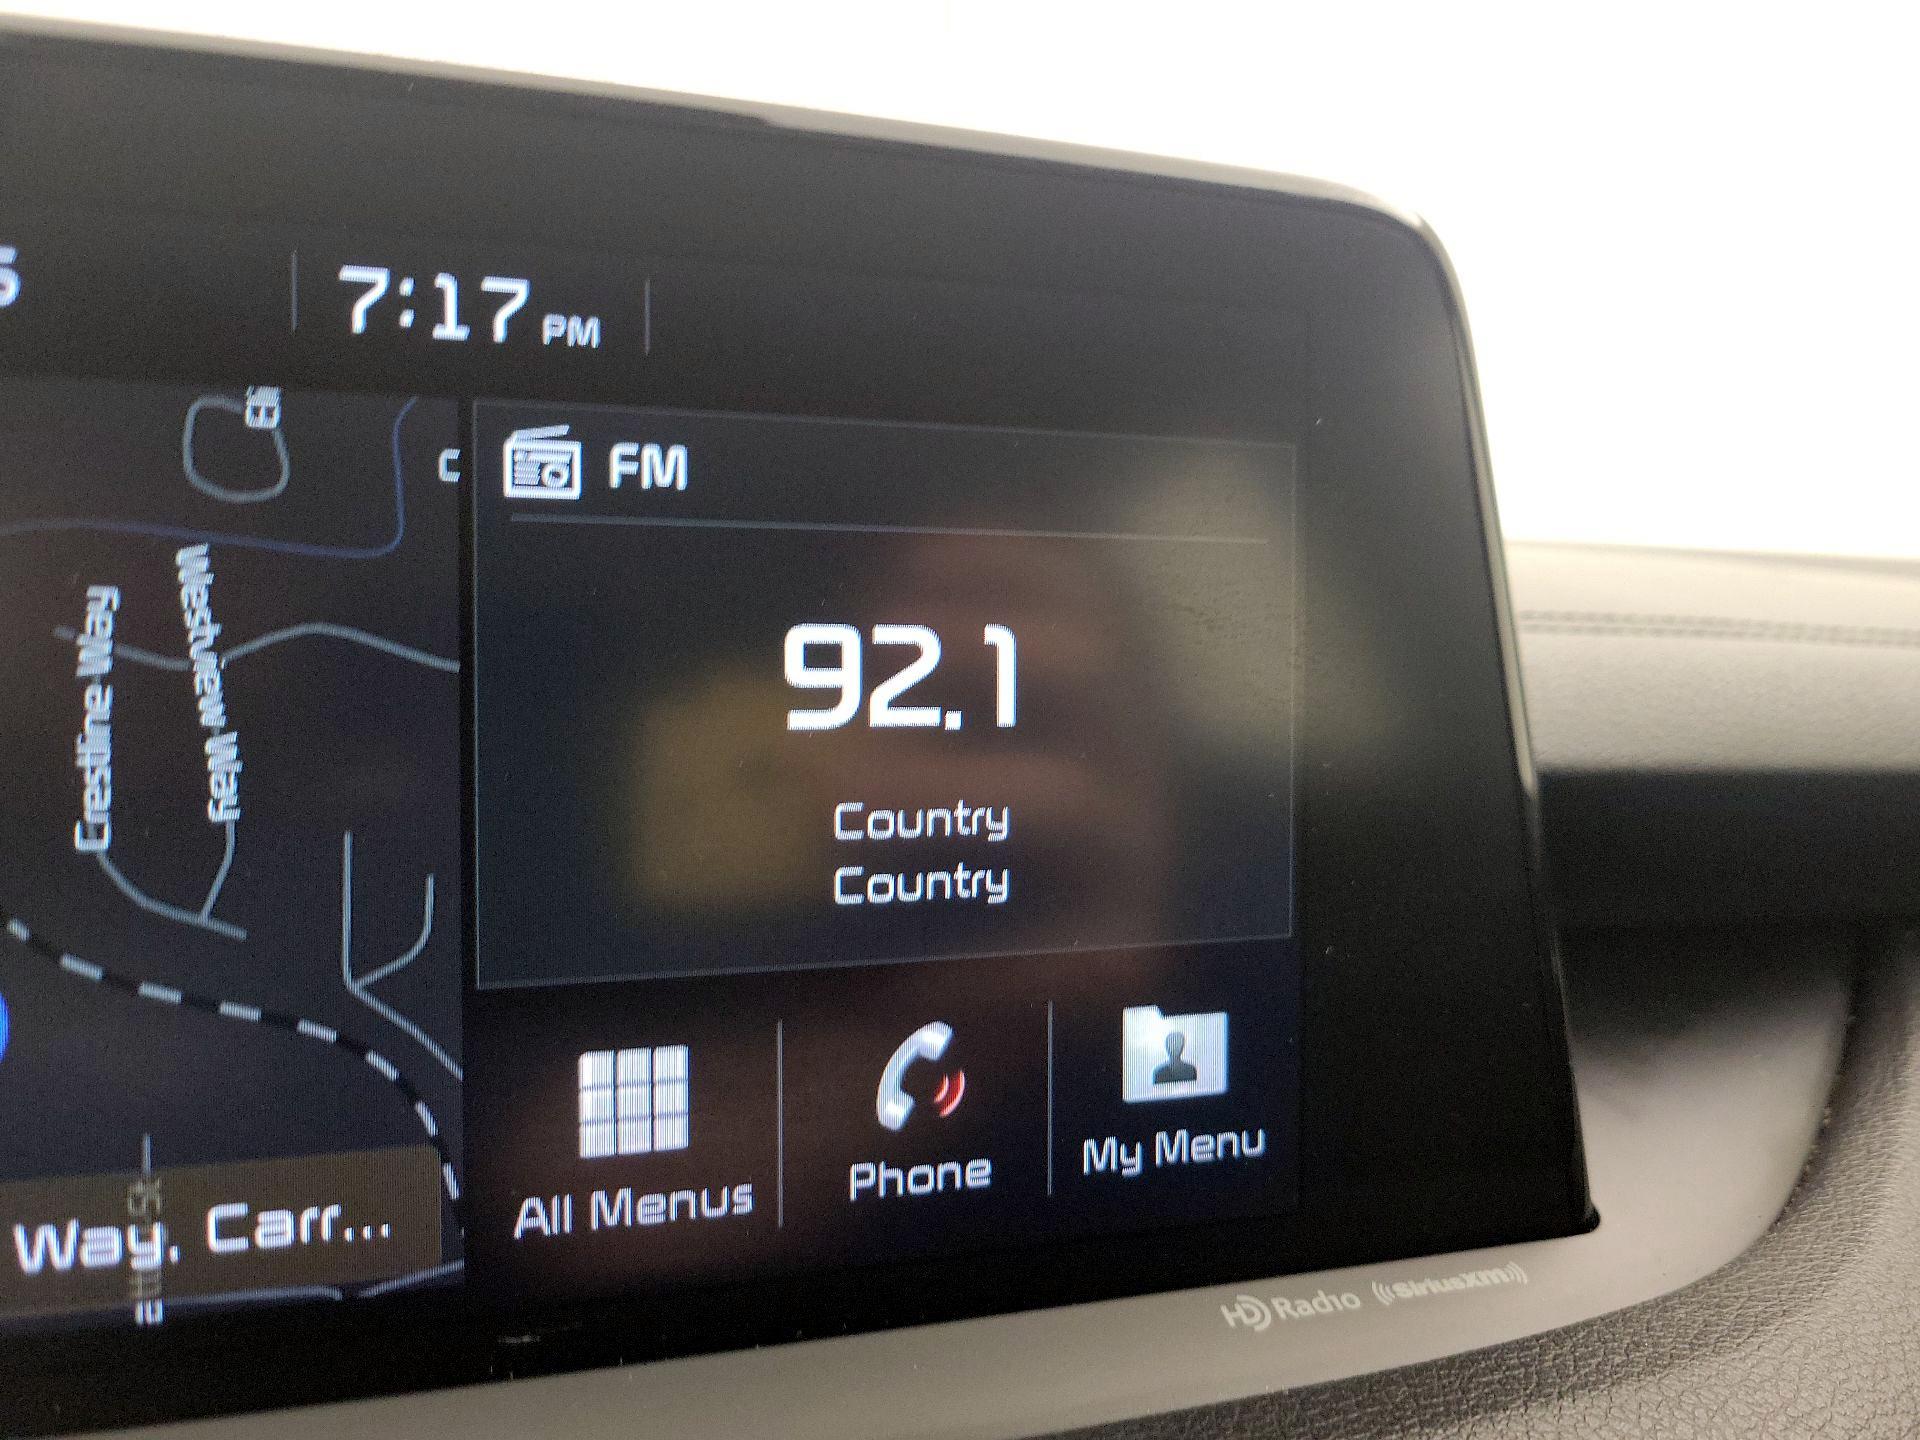 7:17 PM
FM
C
Crestline Way
Westview Way
92.1
Country
Country
All Menus
Phone
My Menu
Way, Carr...
HD Radio
((SiriusXM))